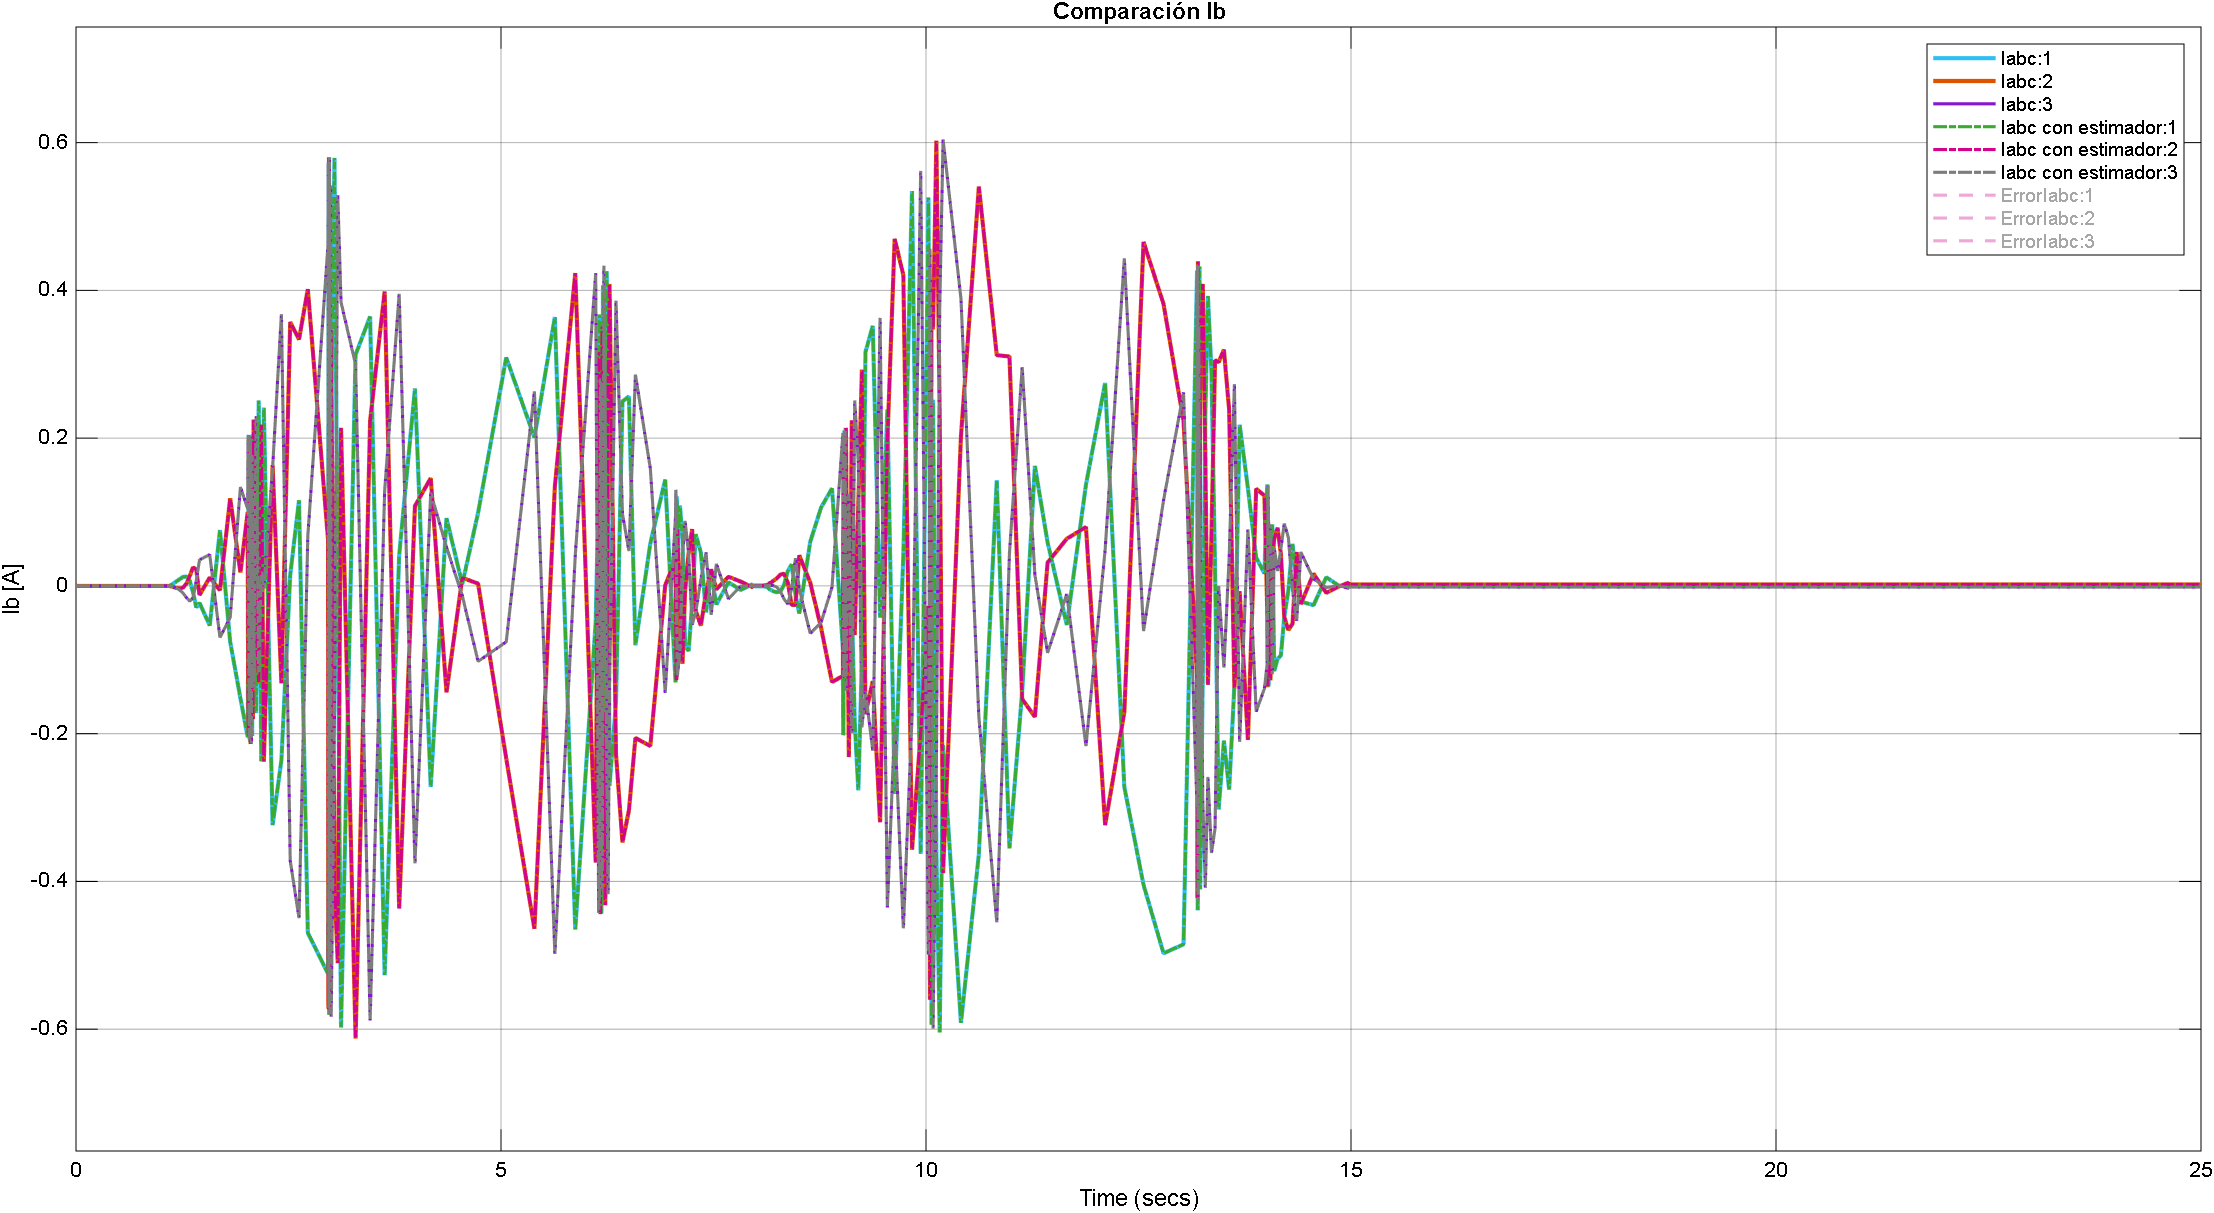 Comparación Ib
Iabc:1
Iabc:2
Iabc:3
Iabc con estimador:1
Iabc con estimador:2
Iabc con estimador:3
ErrorIabc:1
ErrorIabc:2
ErrorIabc:3
0.6
0.4
0.2
0
-0.2
-0.4
-0.6
Ib [A]
0 5 10 15 20 25
Time (secs)